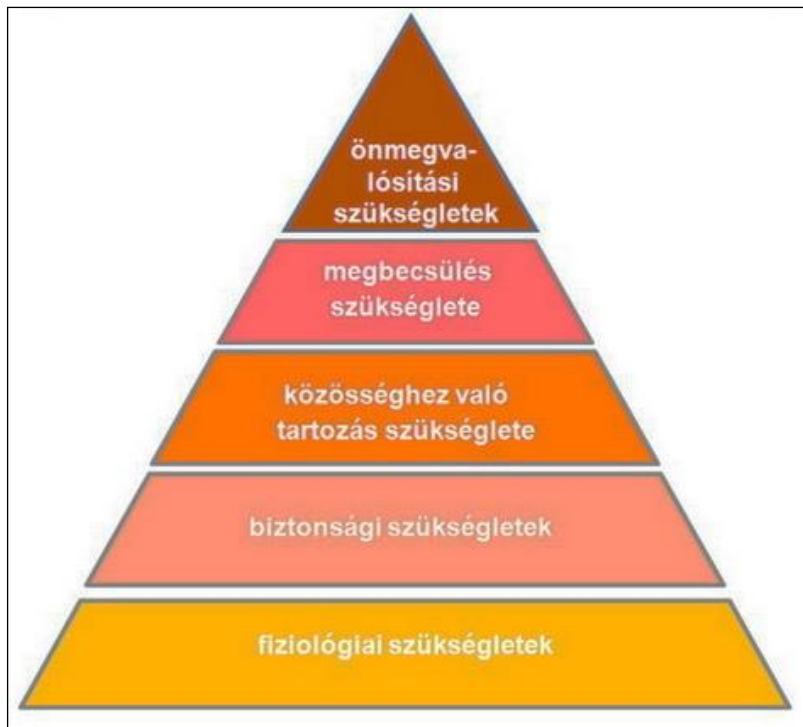 önmegva-
lósítási
szükségletek
megbecsülés
szükséglete
közösséghez való
tartozás szükséglete
biztonsági szükségletek
fiziológiai szükségletek